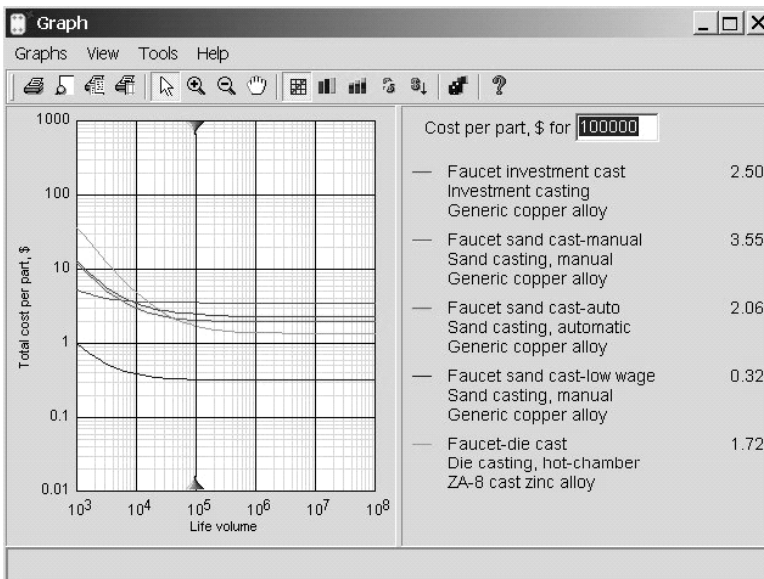 Graph
Graphs View Tools Help
Cost per part, $ for 100000
1000
100
10
1
0.1
0.01
Total cost per part, $
10³ 10⁴ 10⁵ 10⁶ 10⁷ 10⁸
Life volume
Faucet investment cast 2.50
Investment casting
Generic copper alloy
Faucet sand cast-manual 3.55
Sand casting, manual
Generic copper alloy
Faucet sand cast-auto 2.06
Sand casting, automatic
Generic copper alloy
Faucet sand cast-low wage 0.32
Sand casting, manual
Generic copper alloy
Faucet-die cast 1.72
Die casting, hot-chamber
ZA-8 cast zinc alloy